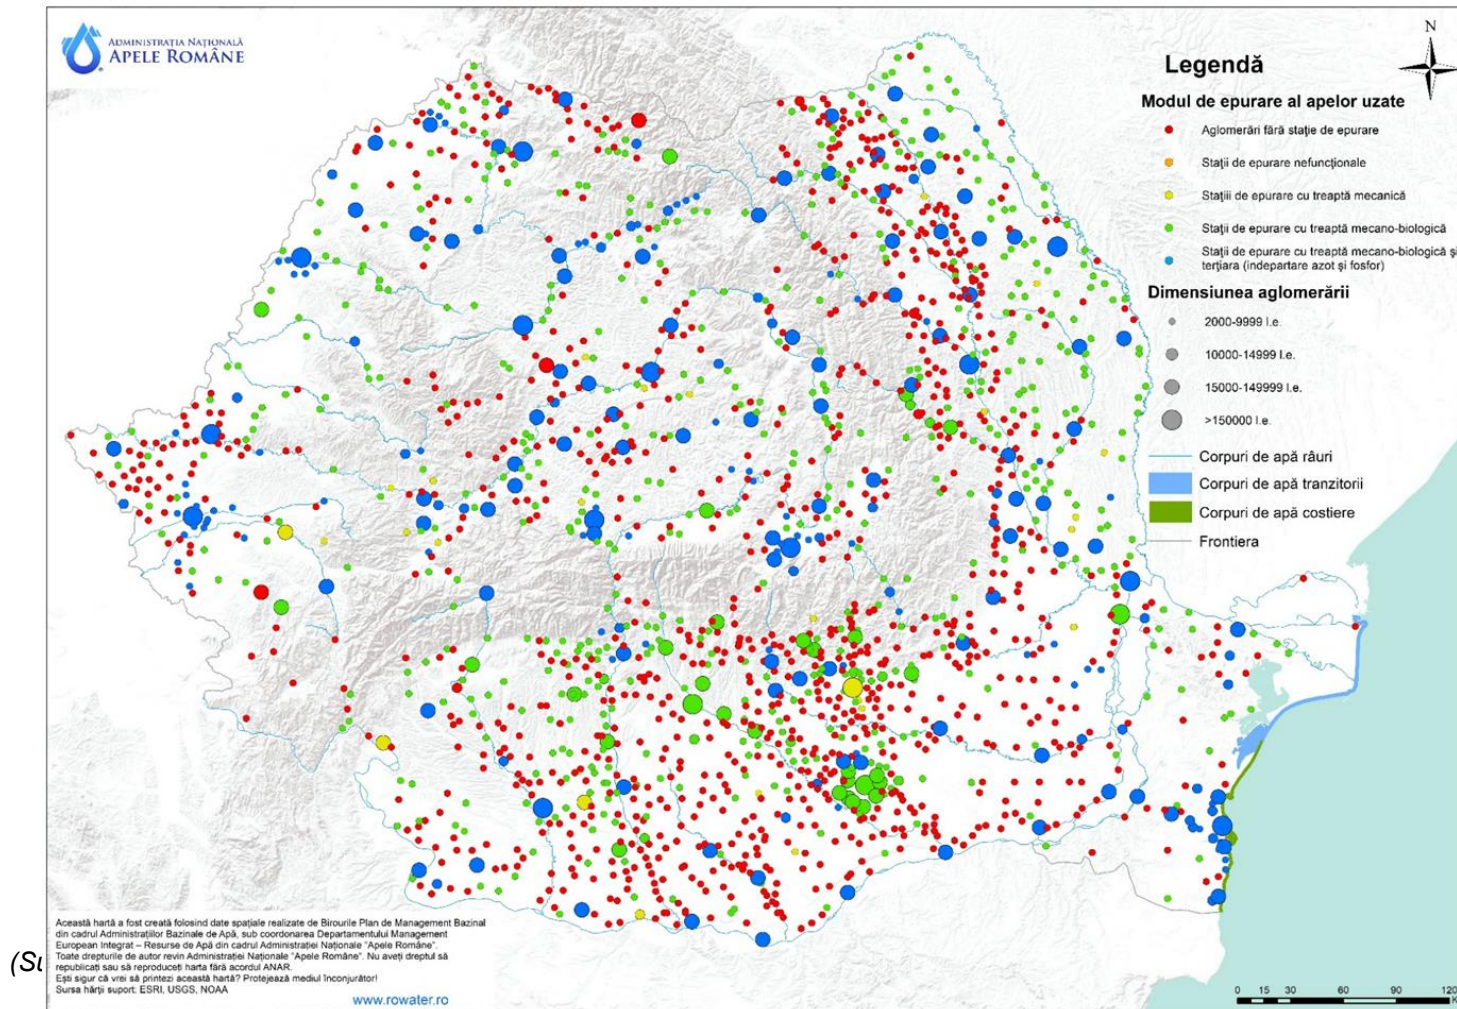 ADMINISTRAȚIA NAȚIONALĂ
APELE ROMÂNE
N
Legendă
Modul de epurare al apelor uzate
Aglomerări fără stație de epurare
Stații de epurare nefuncționale
Stațiii de epurare cu treaptă mecanică
Stații de epurare cu treaptă mecano-biologică
Stații de epurare cu treaptă mecano-biologică și
terțiara (indepartare azot și fosfor)
Dimensiunea aglomerării
2000-9999 l.e.
10000-14999 l.e.
15000-149999 l.e.
>150000 l.e.
Corpuri de apă râuri
Corpuri de apă tranzitorii
Corpuri de apă costiere
Frontiera
Această hartă a fost creată folosind date spațiale realizate de Birourile Plan de Management Bazinal
din cadrul Administrațiilor Bazinale de Apă, sub coordonarea Departamentului Management
European Integrat – Resurse de Apă din cadrul Administrației Naționale "Apele Române".
Toate drepturile de autor revin Administrației Naționale "Apele Române". Nu aveți dreptul să
republicați sau să reproduceți harta fără acordul ANAR.
Ești sigur că vrei să printezi această hartă? Protejează mediul înconjurător!
Sursa hărții suport: ESRI, USGS, NOAA
www.rowater.ro
0 15 30 60 90 120